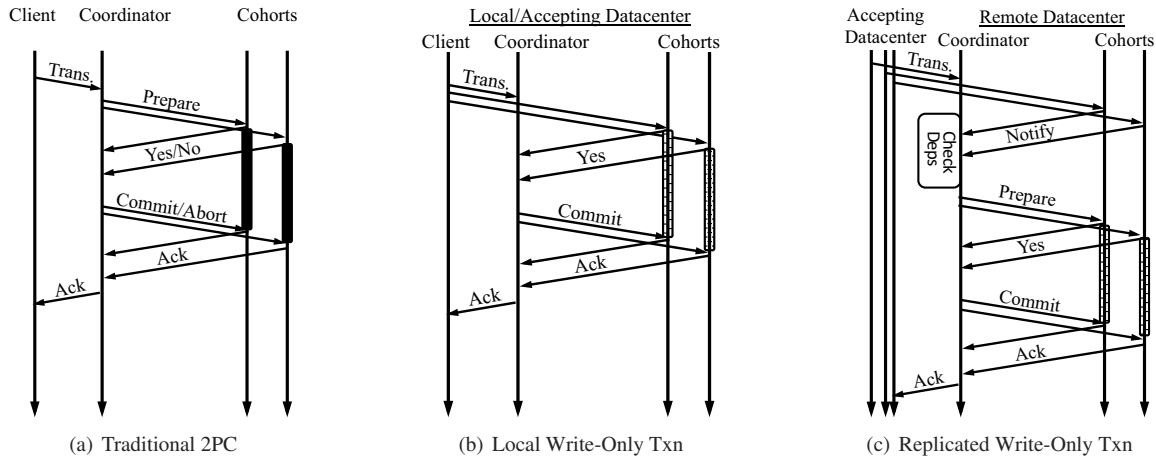 Client Coordinator Cohorts
Trans.
Prepare
Yes/No
Commit/Abort
Ack
Ack
(a) Traditional 2PC
Local/Accepting Datacenter
Client Coordinator Cohorts
Trans.
Yes
Commit
Ack
Ack
(b) Local Write-Only Txn
Accepting
Datacenter
Remote Datacenter
Coordinator Cohorts
Trans.
Notify
Check
Deps
Prepare
Yes
Commit
Ack
Ack
(c) Replicated Write-Only Txn